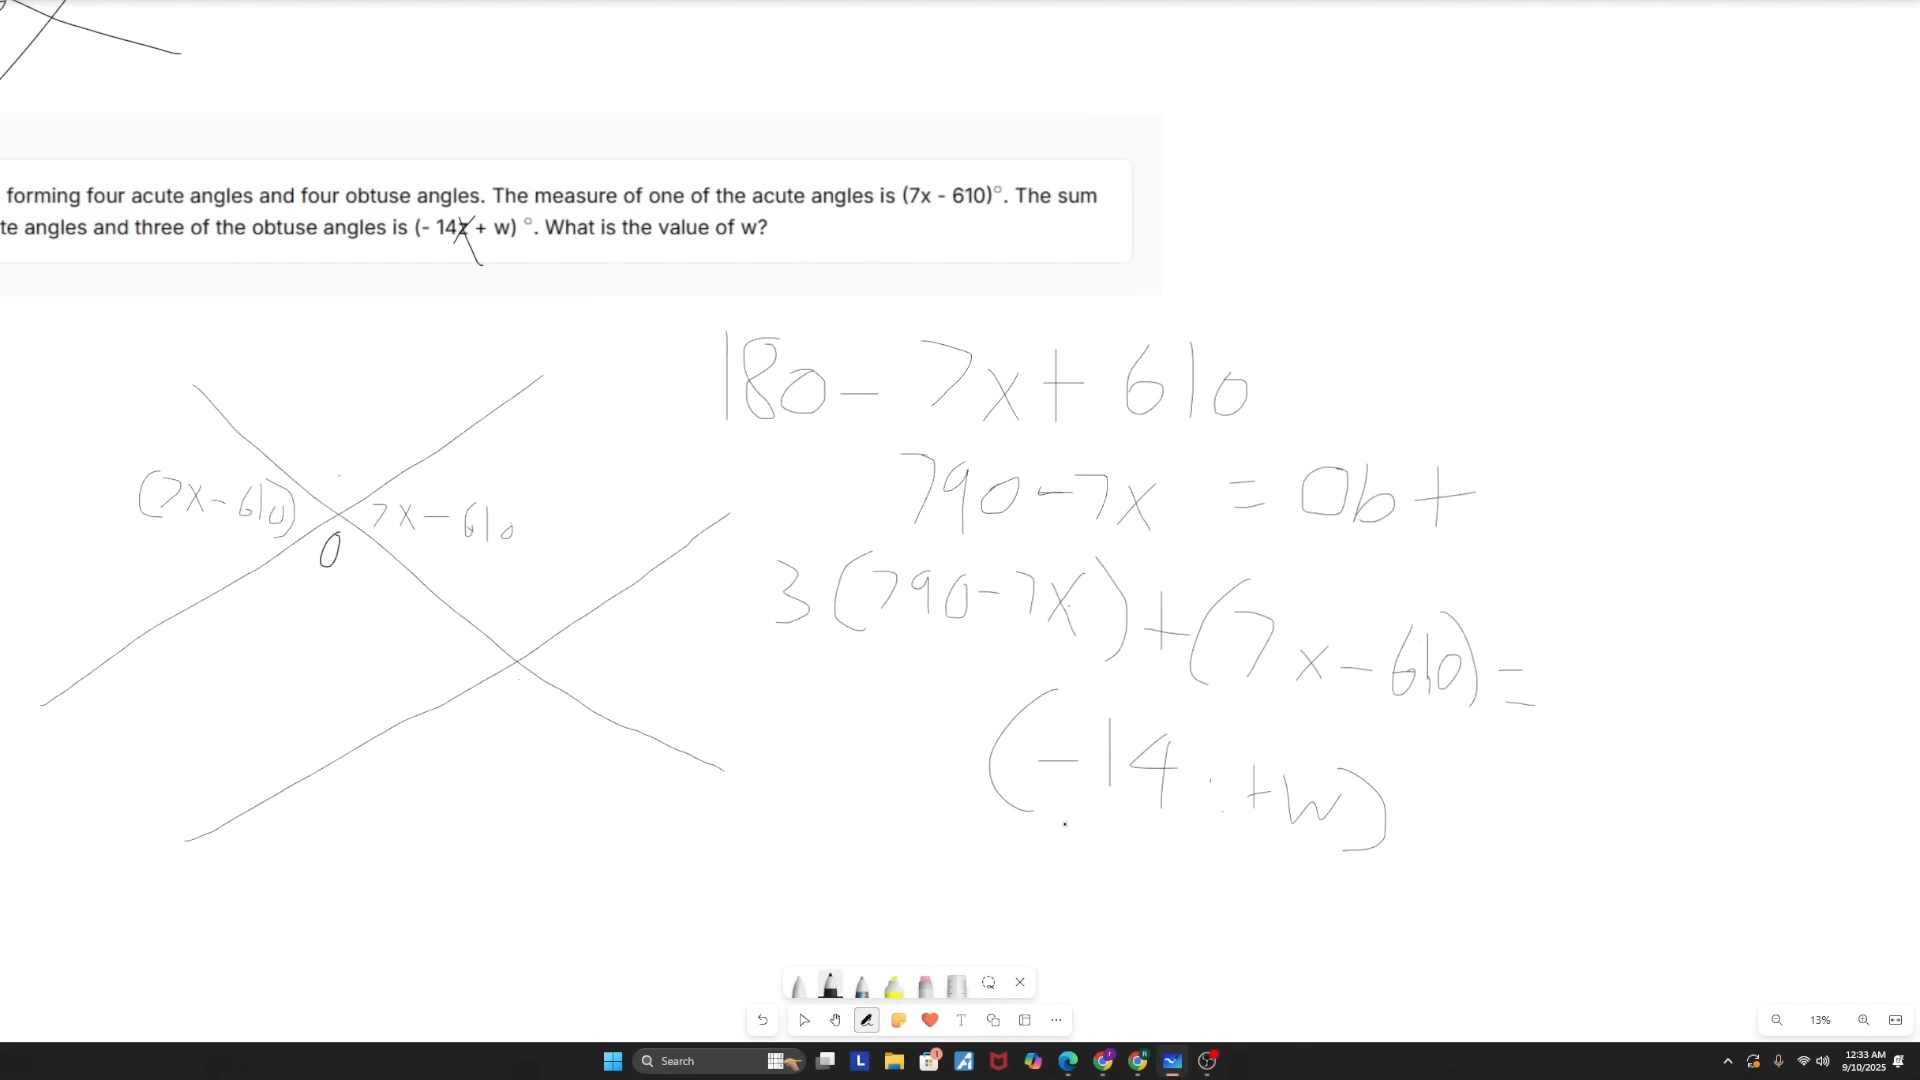 forming four acute angles and four obtuse angles. The measure of one of the acute angles is (7x - 610)°. The sum
te angles and three of the obtuse angles is (- 14x + w) °. What is the value of w?
180 - 7x + 610
790 - 7x = Obt
(7x - 610) 7x - 610
0
3(790 - 7x) + (7x - 610) =
(-14 + w)
Search
13%
12:33 AM
9/10/2025